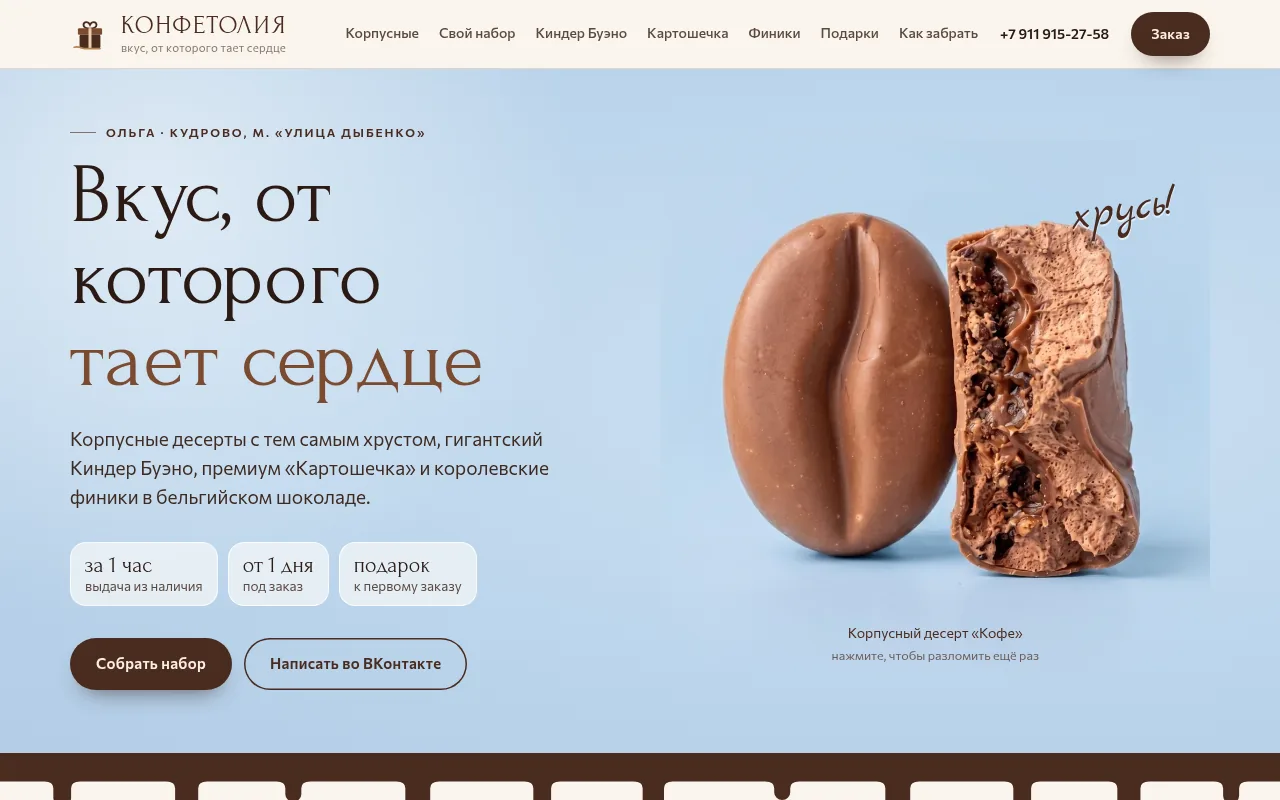 КОНФЕТОЛИЯ
вкус, от которого тает сердце
Корпусные Свой набор Киндер Буэно Картошечка Финики Подарки Как забрать +7 911 915-27-58 Заказ
ОЛЬГА · КУДРОВО, М. «УЛИЦА ДЫБЕНКО»
Вкус, от
которого
тает сердце
хрусь!
Корпусные десерты с тем самым хрустом, гигантский
Киндер Буэно, премиум «Картошечка» и королевские
финики в бельгийском шоколаде.
за 1 час
выдача из наличия
от 1 дня
под заказ
подарок
к первому заказу
Собрать набор
Написать во ВКонтакте
Корпусный десерт «Кофе»
нажмите, чтобы разломить ещё раз